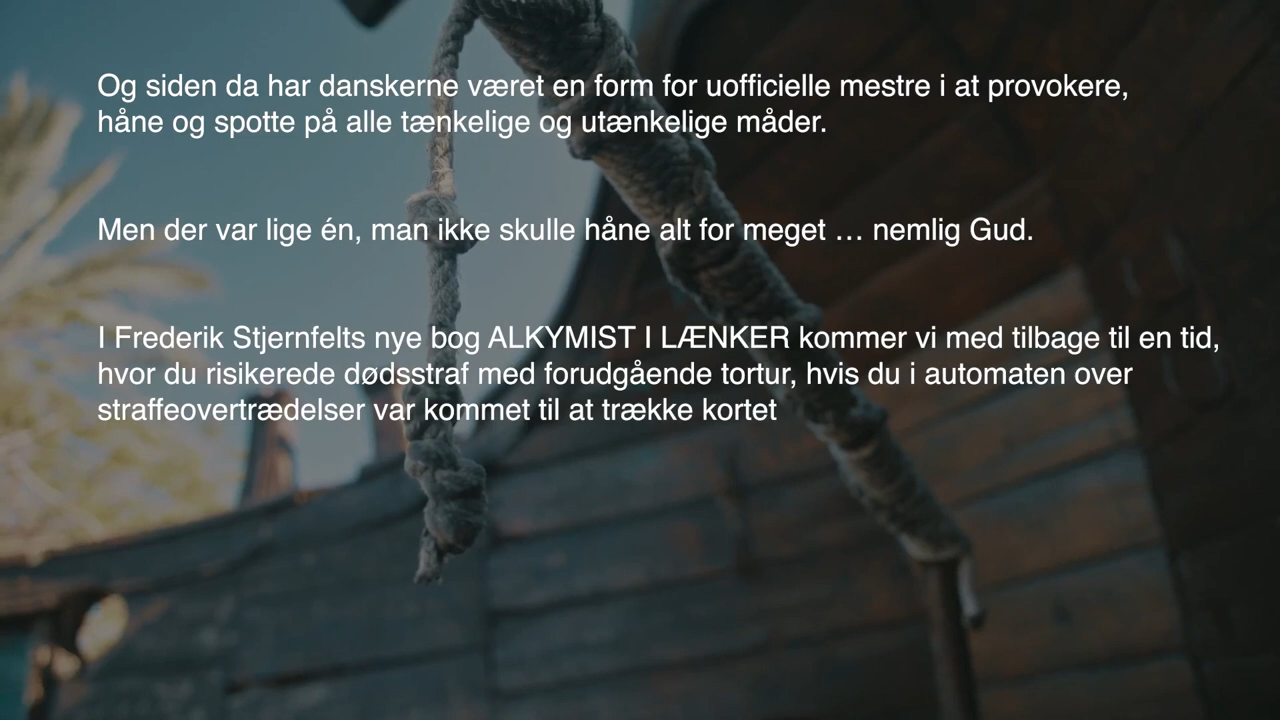 Og siden da har danskerne været en form for uofficielle mestre i at provokere,
håne og spotte på alle tænkelige og utænkelige måder.
Men der var lige én, man ikke skulle håne alt for meget … nemlig Gud.
I Frederik Stjernfelts nye bog ALKYMIST I LÆNKER kommer vi med tilbage til en tid,
hvor du risikerede dødsstraf med forudgående tortur, hvis du i automaten over
straffeovertrædelser var kommet til at trække kortet